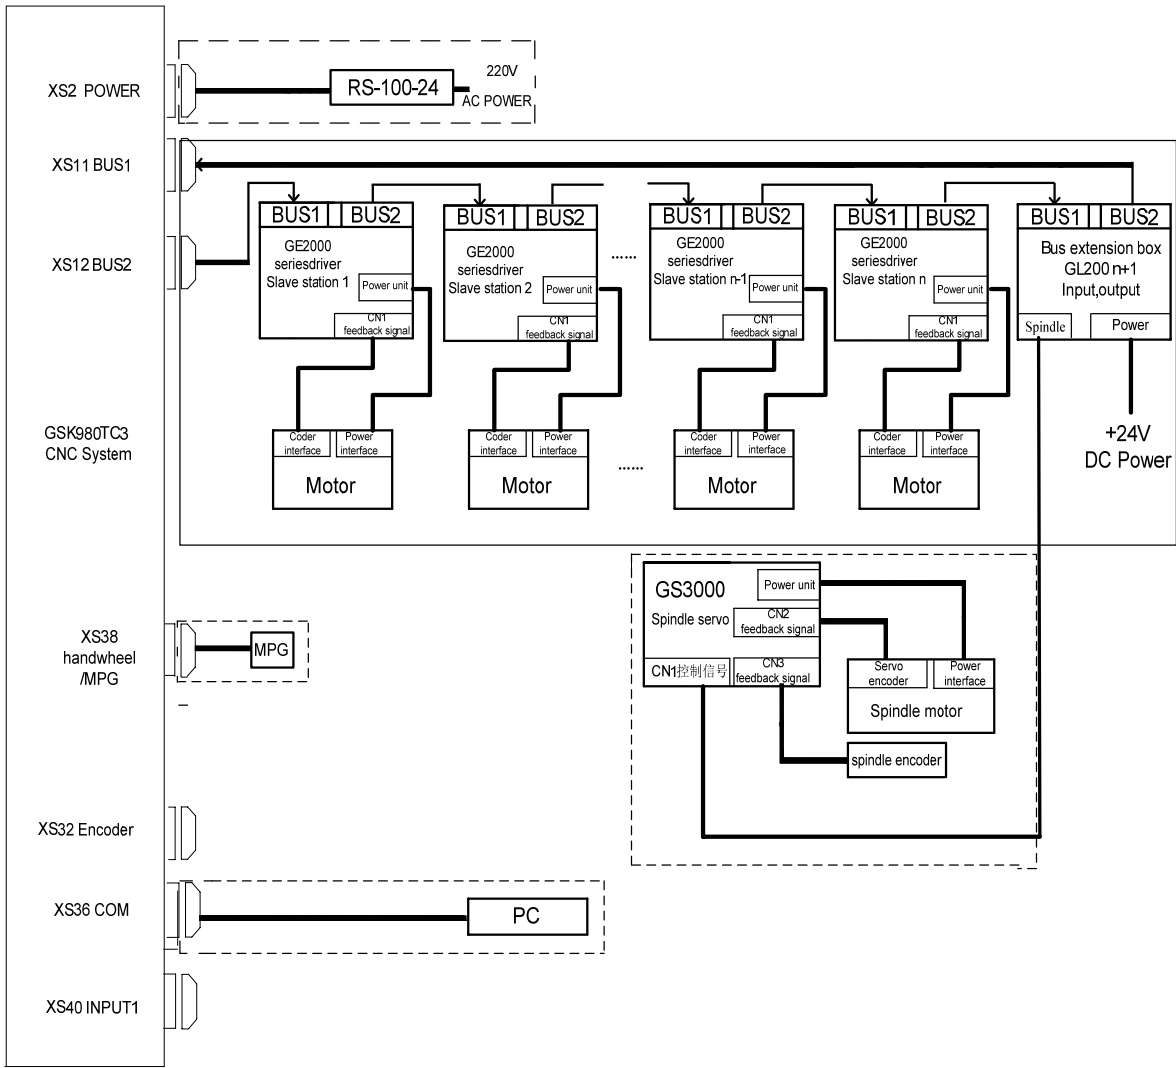 XS2 POWER
RS-100-24
220V
AC POWER
XS11 BUS1
XS12 BUS2
BUS1
BUS2
GE2000
seriesdriver
Slave station 1
Power unit
CN1
feedback signal
BUS1
BUS2
GE2000
seriesdriver
Slave station 2
Power unit
CN1
feedback signal
......
BUS1
BUS2
GE2000
seriesdriver
Slave station n-1
Power unit
CN1
feedback signal
BUS1
BUS2
GE2000
seriesdriver
Slave station n
Power unit
CN1
feedback signal
BUS1
BUS2
Bus extension box
GL200 n+1
Input,output
Spindle
Power
+24V
DC Power
GSK980TC3
CNC System
Coder
interface
Power
interface
Motor
Coder
interface
Power
interface
Motor
......
Coder
interface
Power
interface
Motor
Coder
interface
Power
interface
Motor
GS3000
Spindle servo
Power unit
CN2
feedback signal
CN1控制信号
CN3
feedback signal
Servo
encoder
Power
interface
Spindle motor
spindle encoder
XS38
handwheel
/MPG
MPG
XS32 Encoder
XS36 COM
PC
XS40 INPUT1